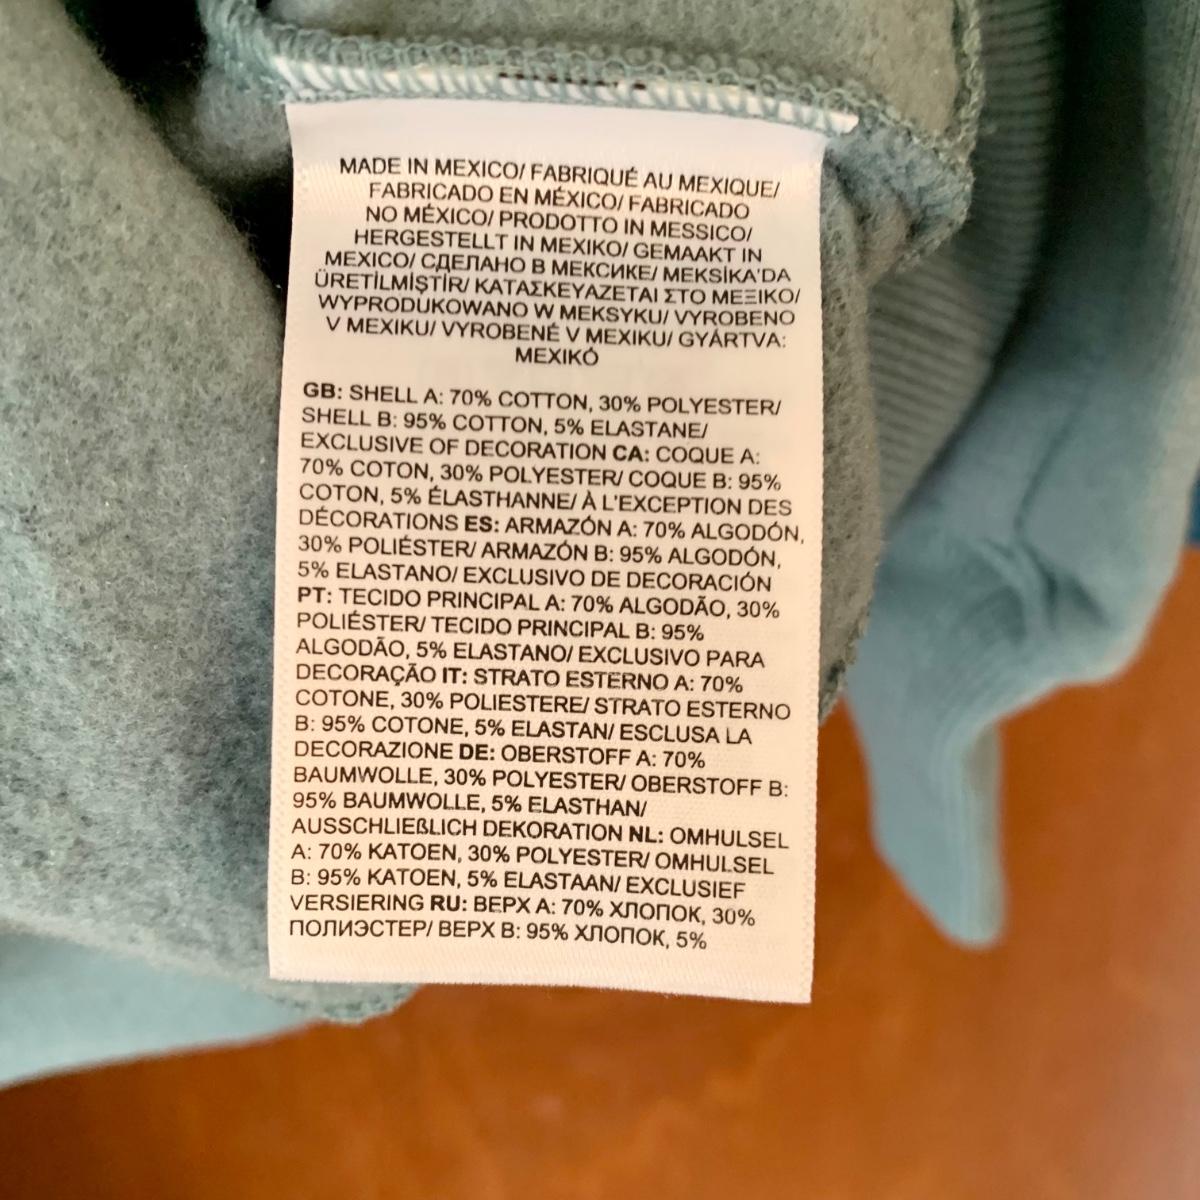 MADE IN MEXICO/ FABRIQUÉ AU MEXIQUE/
FABRICADO EN MÉXICO/ FABRICADO
NO MÉXICO/ PRODOTTO IN MESSICO/
HERGESTELLT IN MEXIKO/ GEMAAKT IN
MEXICO/ СДЕЛАНО В МЕКСИКЕ/ MEKSİKA'DA
ÜRETİLMİŞTİR/ ΚΑΤΑΣΚΕΥΑΖΕΤΑΙ ΣΤΟ ΜΕΞΙΚΟ/
WYPRODUKOWANO W MEKSYKU/ VYROBENO
V MEXIKU/ VYROBENÉ V MEXIKU/ GYÁRTVA:
MEXIKÓ
GB: SHELL A: 70% COTTON, 30% POLYESTER/
SHELL B: 95% COTTON, 5% ELASTANE/
EXCLUSIVE OF DECORATION CA: COQUE A:
70% COTON, 30% POLYESTER/ COQUE B: 95%
COTON, 5% ÉLASTHANNE/ À L'EXCEPTION DES
DÉCORATIONS ES: ARMAZÓN A: 70% ALGODÓN,
30% POLIÉSTER/ ARMAZÓN B: 95% ALGODÓN,
5% ELASTANO/ EXCLUSIVO DE DECORACIÓN
PT: TECIDO PRINCIPAL A: 70% ALGODÃO, 30%
POLIÉSTER/ TECIDO PRINCIPAL B: 95%
ALGODÃO, 5% ELASTANO/ EXCLUSIVO PARA
DECORAÇÃO IT: STRATO ESTERNO A: 70%
COTONE, 30% POLIESTERE/ STRATO ESTERNO
B: 95% COTONE, 5% ELASTAN/ ESCLUSA LA
DECORAZIONE DE: OBERSTOFF A: 70%
BAUMWOLLE, 30% POLYESTER/ OBERSTOFF B:
95% BAUMWOLLE, 5% ELASTHAN/
AUSSCHLIEßLICH DEKORATION NL: OMHULSEL
A: 70% KATOEN, 30% POLYESTER/ OMHULSEL
B: 95% KATOEN, 5% ELASTAAN/ EXCLUSIEF
VERSIERING RU: ВЕРХ А: 70% ХЛОПОК, 30%
ПОЛИЭСТЕР/ ВЕРХ В: 95% ХЛОПОК, 5%